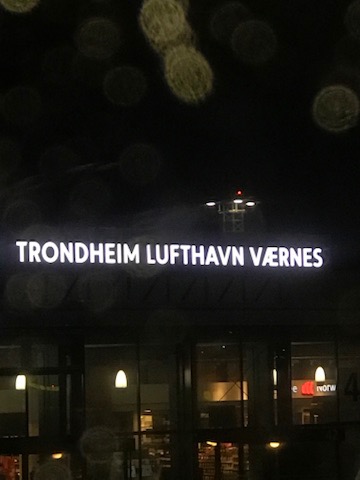 TRONDHEIM LUFTHAVN VÆRNES